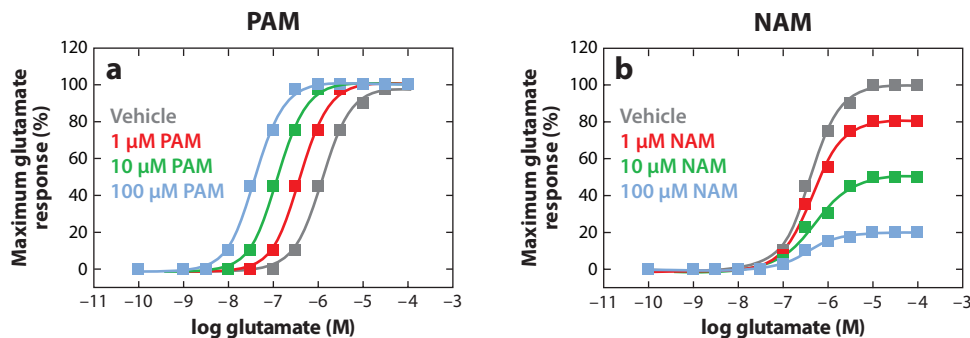 PAM
a
Maximum glutamate
response (%)
120
100
80
60
40
20
0
Vehicle
1 µM PAM
10 µM PAM
100 µM PAM
−11
−10
−9
−8
−7
−6
−5
−4
−3
log glutamate (M)
NAM
b
Maximum glutamate
response (%)
120
100
80
60
40
20
0
Vehicle
1 µM NAM
10 µM NAM
100 µM NAM
−11
−10
−9
−8
−7
−6
−5
−4
−3
log glutamate (M)